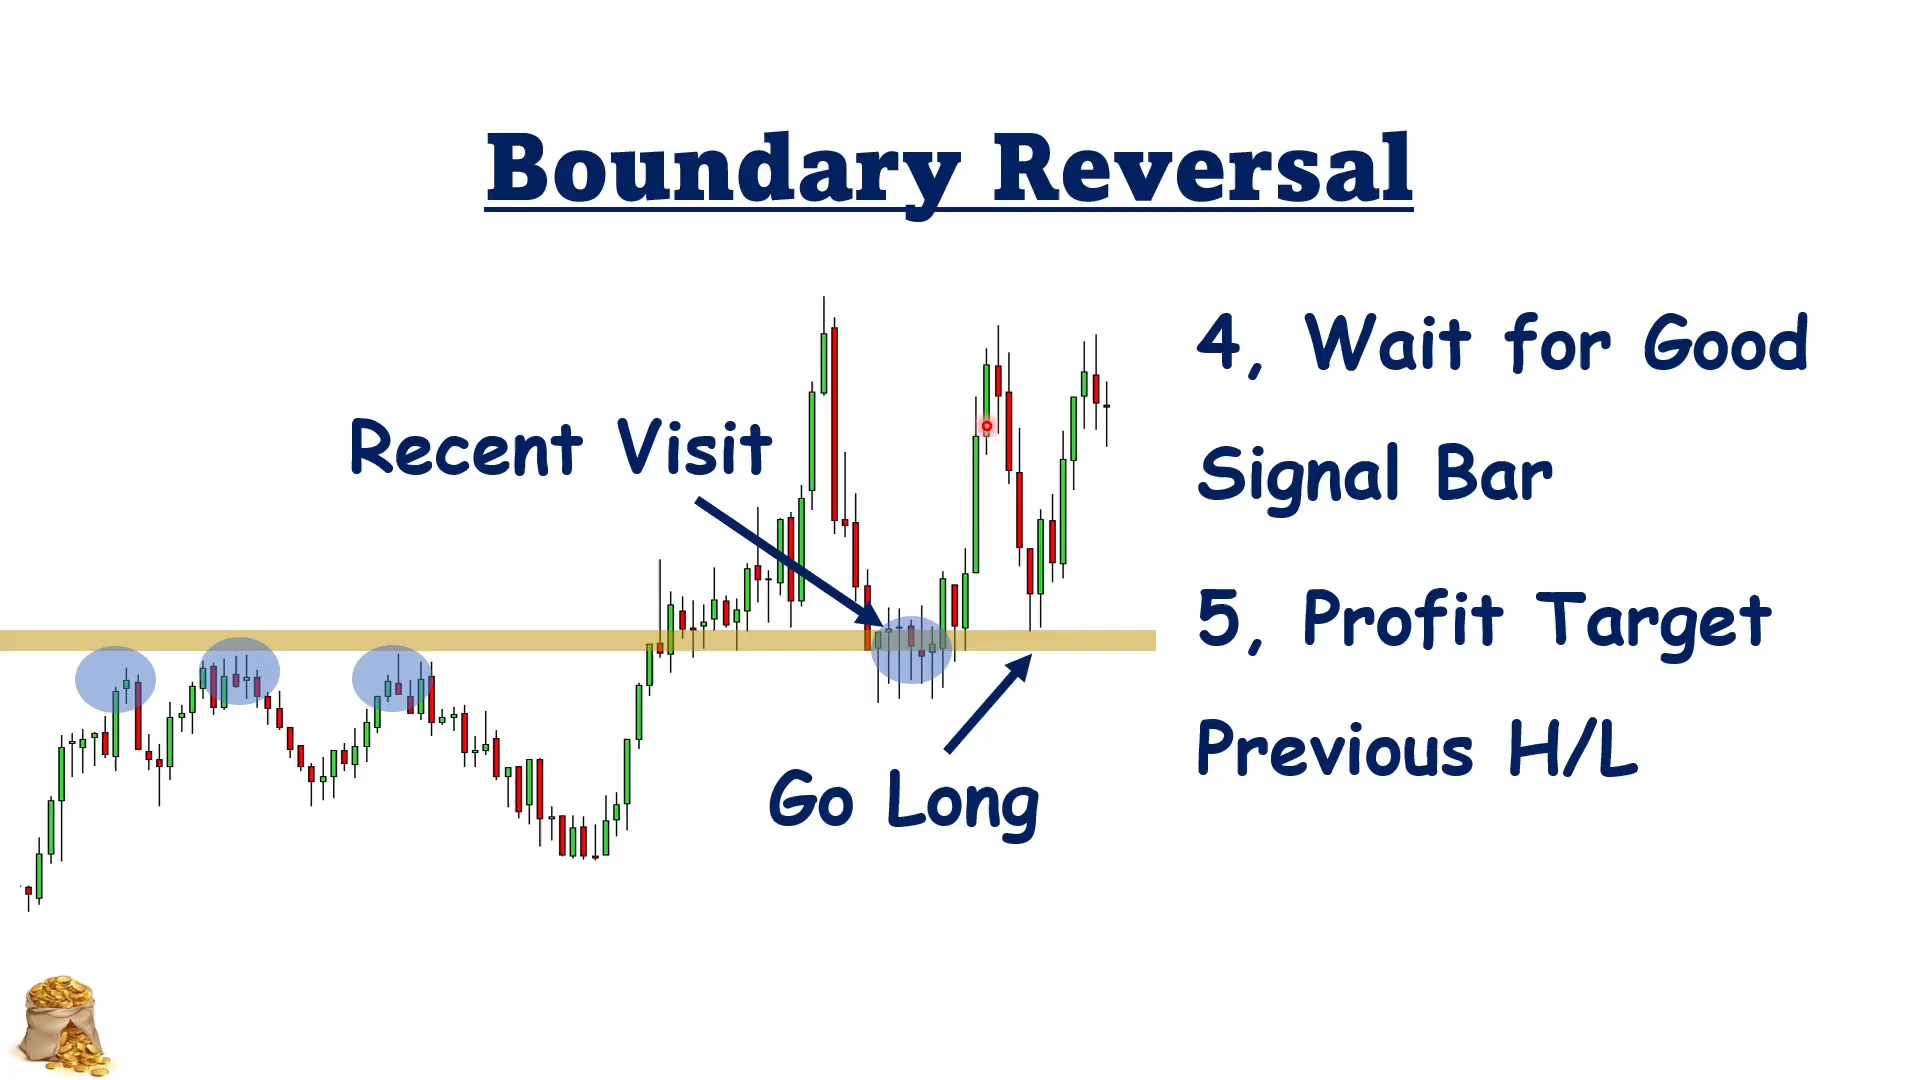 Boundary Reversal
Recent Visit
Go Long
4, Wait for Good
Signal Bar
5, Profit Target
Previous H/L